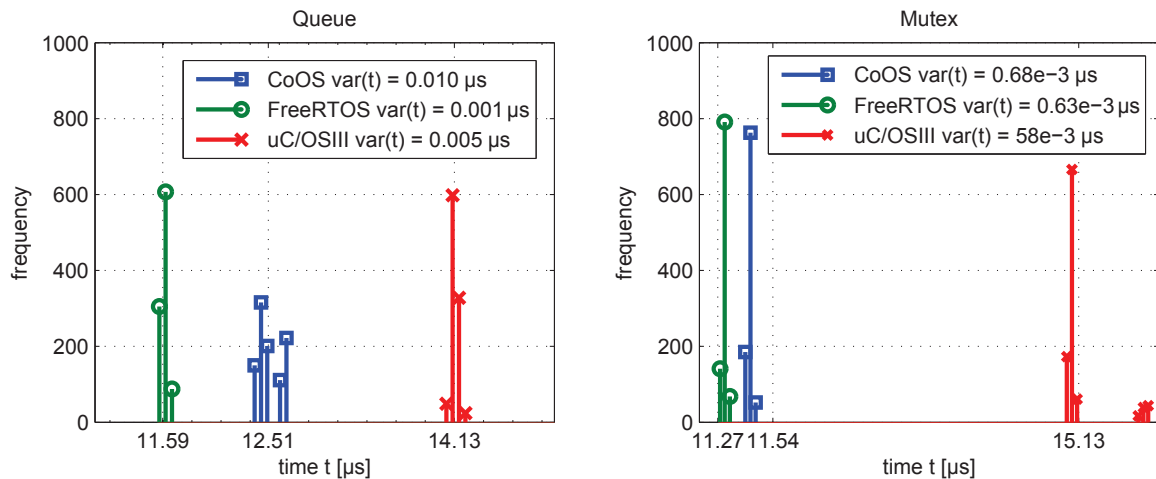 Queue
1000
800
600
400
200
0
frequency
CoOS var(t) = 0.010 µs
FreeRTOS var(t) = 0.001 µs
uC/OSIII var(t) = 0.005 µs
11.59 12.51 14.13
time t [µs]
Mutex
1000
800
600
400
200
0
frequency
CoOS var(t) = 0.68e−3 µs
FreeRTOS var(t) = 0.63e−3 µs
uC/OSIII var(t) = 58e−3 µs
11.27 11.54 15.13
time t [µs]